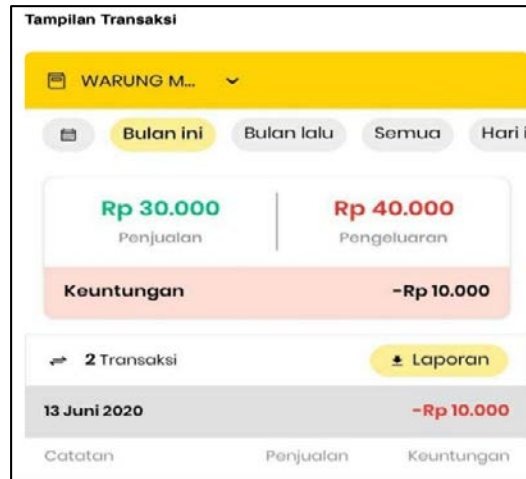 Tampilan Transaksi
WARUNG M...
Bulan ini Bulan lalu Semua Hari i
Rp 30.000 Rp 40.000
Penjualan Pengeluaran
Keuntungan -Rp 10.000
2 Transaksi Laporan
13 Juni 2020 -Rp 10.000
Catatan Penjualan Keuntungan